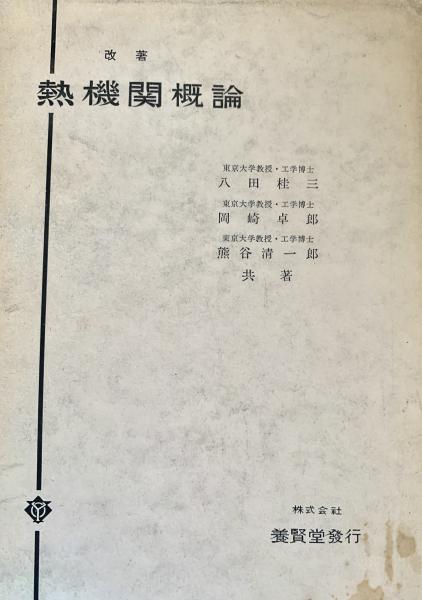 改著
熱機関概論
東京大学教授・工学博士
八田桂三
東京大学教授・工学博士
岡崎卓郎
東京大学教授・工学博士
熊谷清一郎
共著
株式会社
養賢堂發行